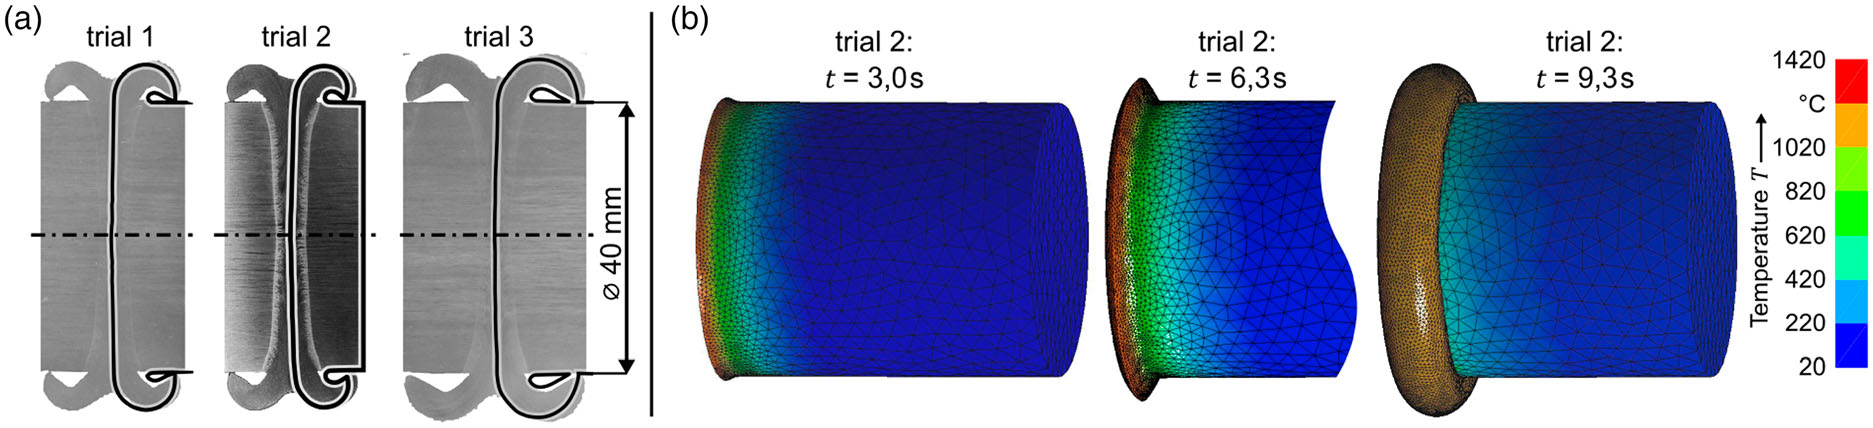 (a)
trial 1
trial 2
trial 3
⌀ 40 mm
(b)
trial 2:
t = 3,0s
trial 2:
t = 6,3s
trial 2:
t = 9,3s
Temperature T
1420
°C
1020
820
620
420
220
20